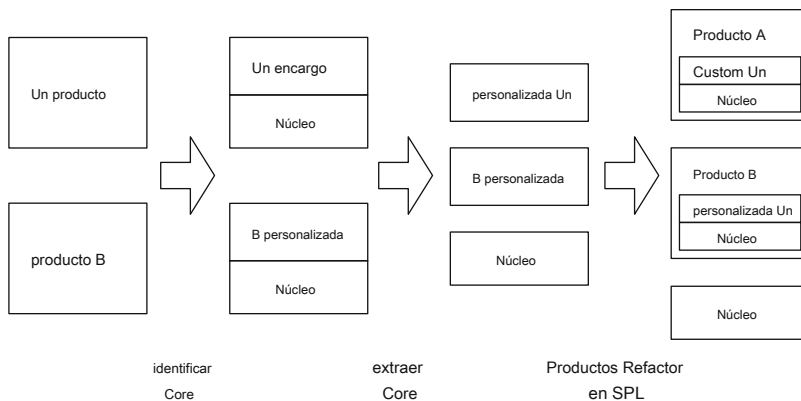 Un producto
producto B
Un encargo
Núcleo
B personalizada
Núcleo
personalizada Un
B personalizada
Núcleo
Producto A
Custom Un
Núcleo
Producto B
personalizada Un
Núcleo
Núcleo
identificar
Core
extraer
Core
Productos Refactor
en SPL